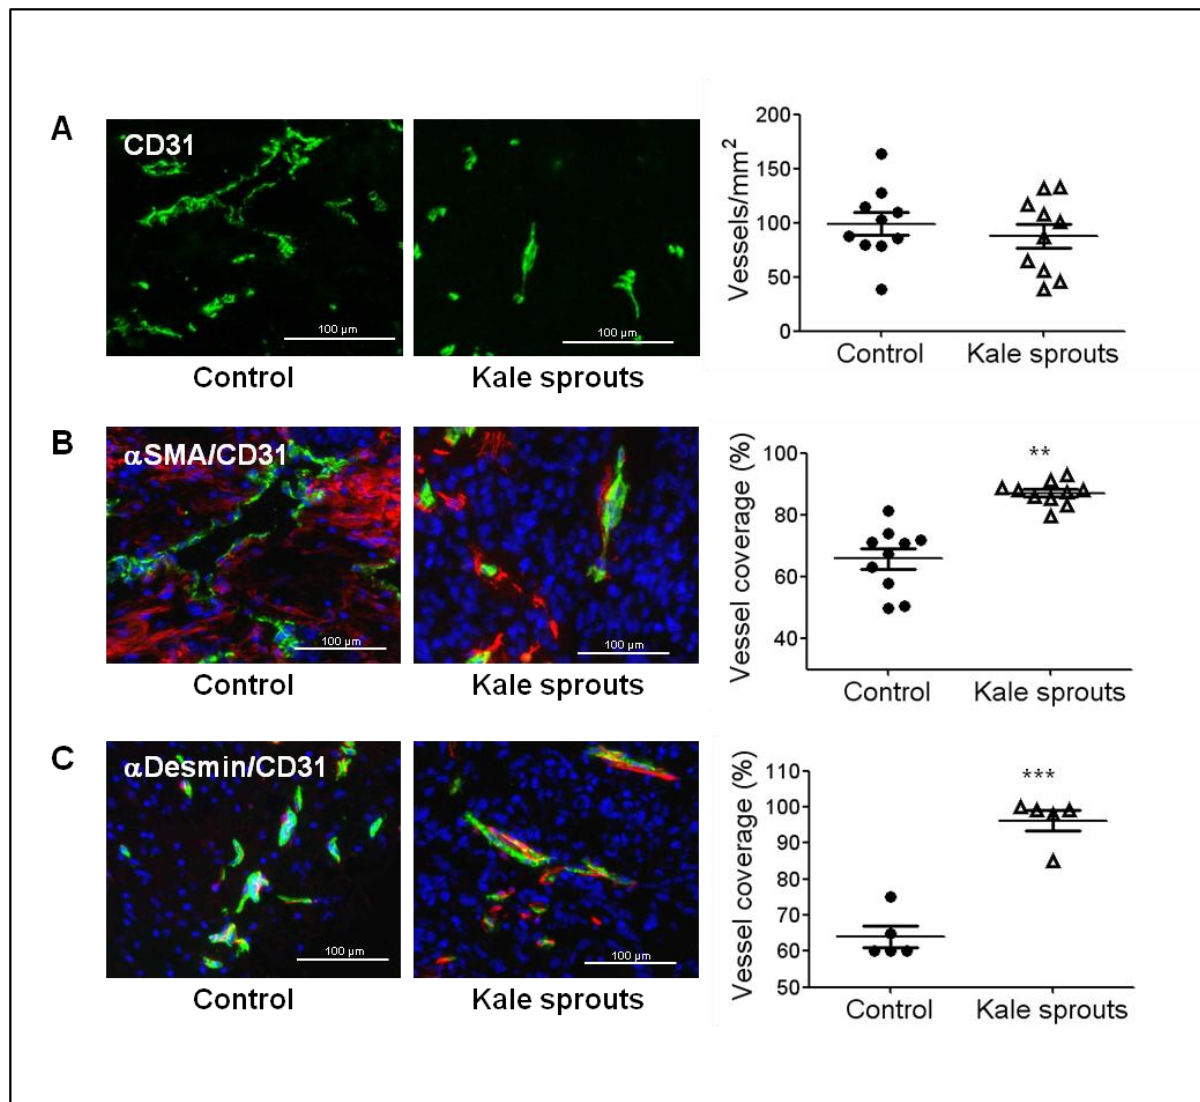 A
CD31
100 µm
100 µm
Control
Kale sprouts
Vessels/mm²
200
150
100
50
0
Control
Kale sprouts
B
αSMA/CD31
100 µm
100 µm
Control
Kale sprouts
Vessel coverage (%)
100
80
60
40
**
Control
Kale sprouts
C
αDesmin/CD31
100 µm
100 µm
Control
Kale sprouts
Vessel coverage (%)
110
100
90
80
70
60
50
***
Control
Kale sprouts